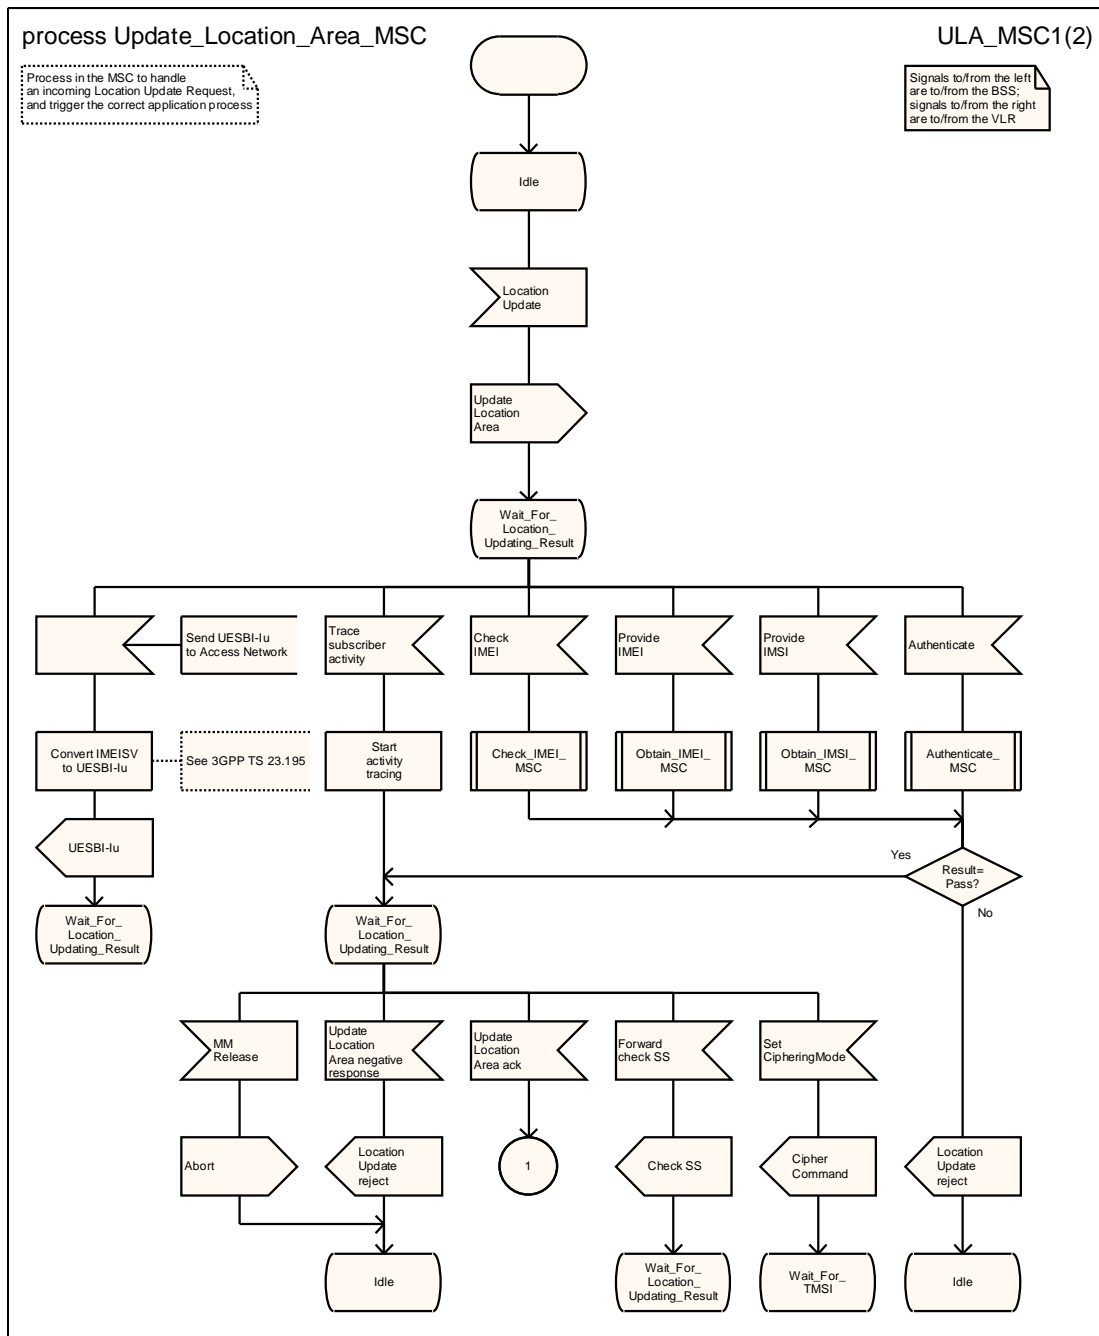 process Update_Location_Area_MSC
ULA_MSC1(2)
Process in the MSC to handle
an incoming Location Update Request,
and trigger the correct application process
Signals to/from the left
are to/from the BSS;
signals to/from the right
are to/from the VLR
Idle
Location
Update
Update
Location
Area
Wait_For_
Location_
Updating_Result
Send UESBI-Iu
to Access Network
Trace
subscriber
activity
Check
IMEI
Provide
IMEI
Provide
IMSI
Authenticate
Convert IMEISV
to UESBI-Iu
See 3GPP TS 23.195
Start
activity
tracing
Check_IMEI_
MSC
Obtain_IMEI_
MSC
Obtain_IMSI_
MSC
Authenticate_
MSC
UESBI-Iu
Yes
Result=
Pass?
No
Wait_For_
Location_
Updating_Result
Wait_For_
Location_
Updating_Result
MM
Release
Update
Location
Area negative
response
Update
Location
Area ack
Forward
check SS
Set
CipheringMode
Abort
Location
Update
reject
1
Check SS
Cipher
Command
Location
Update
reject
Idle
Wait_For_
Location_
Updating_Result
Wait_For_
TMSI
Idle